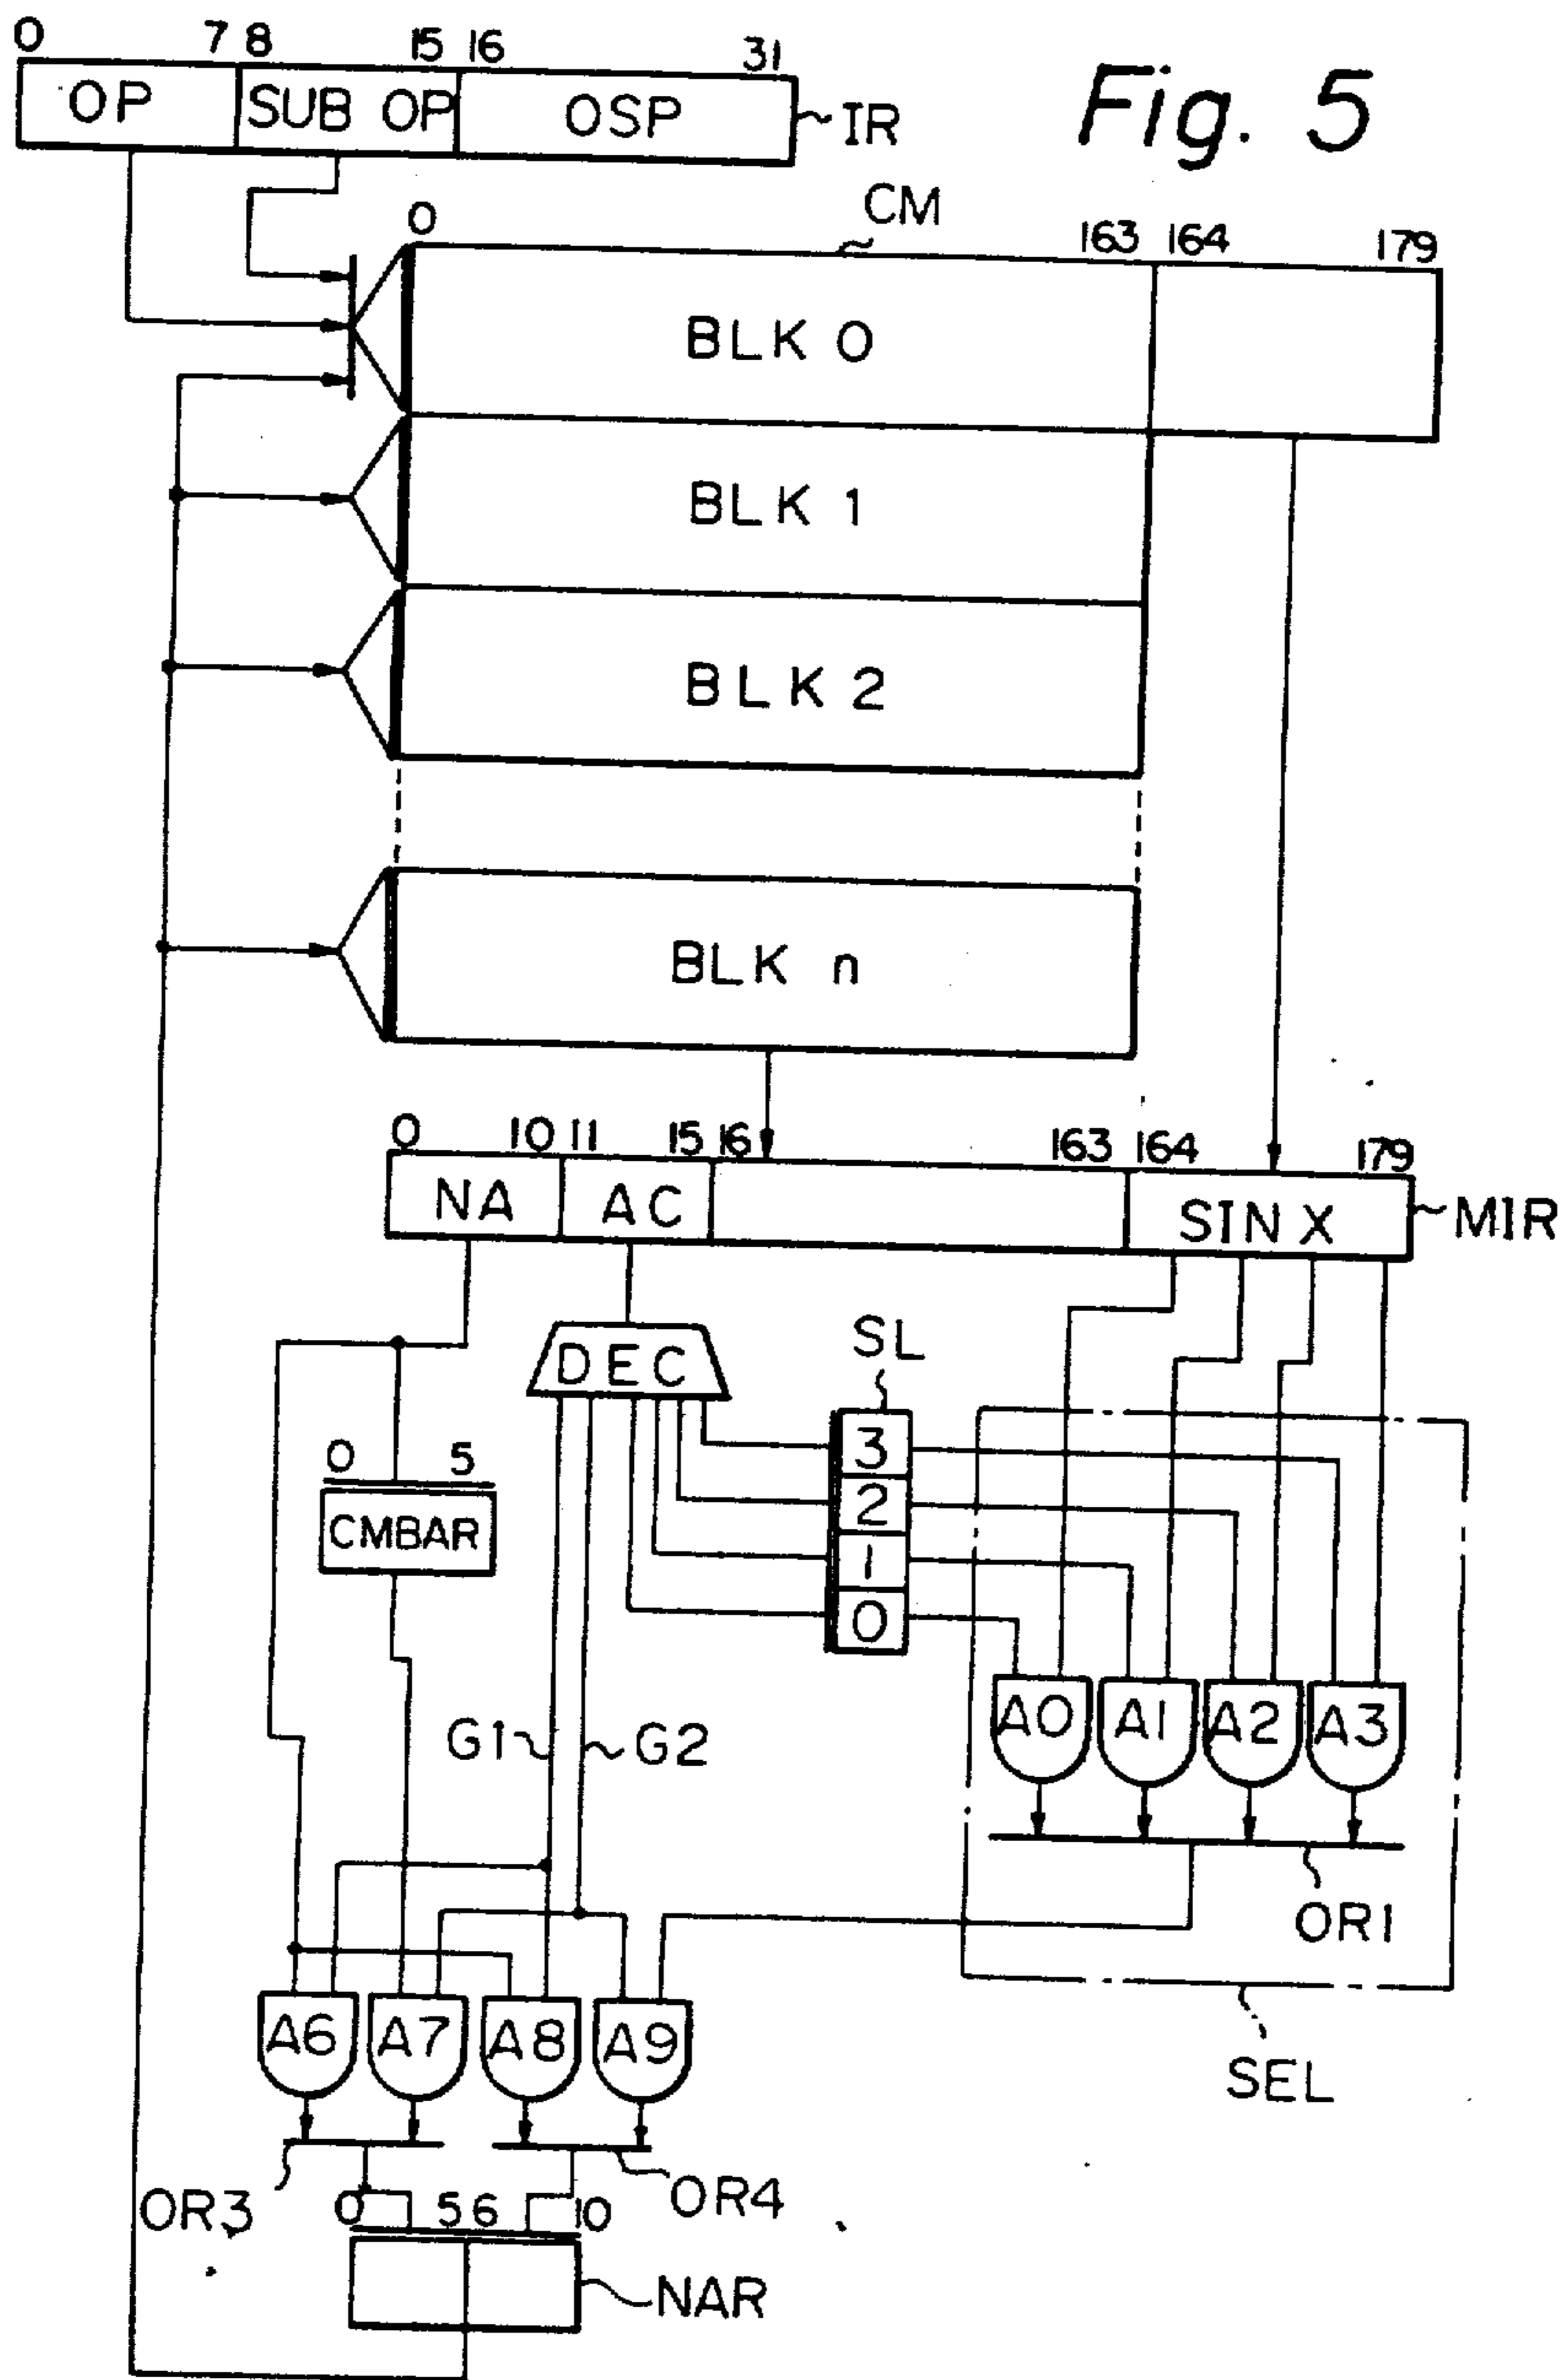 Fig. 5
0 7 8 15 16 31
OP SUB OP OSP IR
CM
0 163 164 179
BLK 0
BLK 1
BLK 2
BLK n
0 10 11 15 16 163 164 179
NA AC SIN X MIR
DEC
SL
0 5
CMBAR
3
2
1
0
G1 G2
A0 A1 A2 A3
OR1
A6 A7 A8 A9
SEL
OR3 OR4
0 5 6 10
NAR